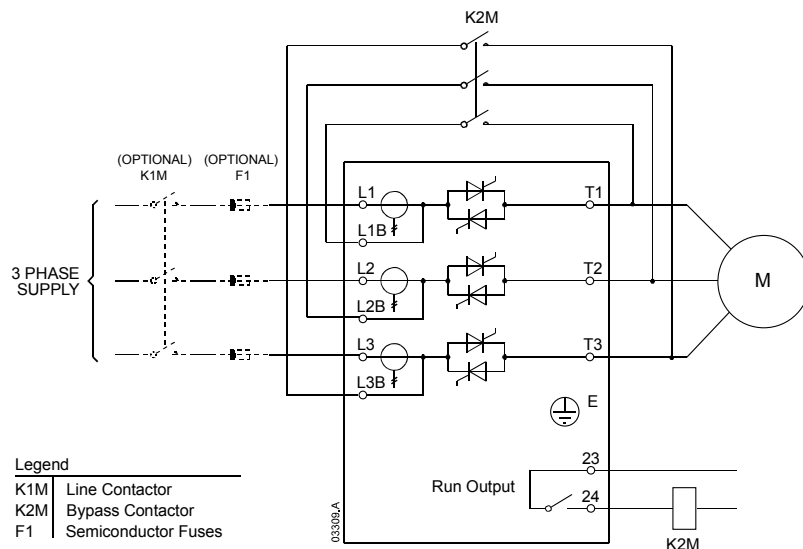 K2M
(OPTIONAL) (OPTIONAL)
K1M F1
L1 T1
L1B
3 PHASE
SUPPLY
L2 T2
M
L2B
L3 T3
L3B
E
23
Run Output
24
K2M
03309.A
Legend
K1M Line Contactor
K2M Bypass Contactor
F1 Semiconductor Fuses